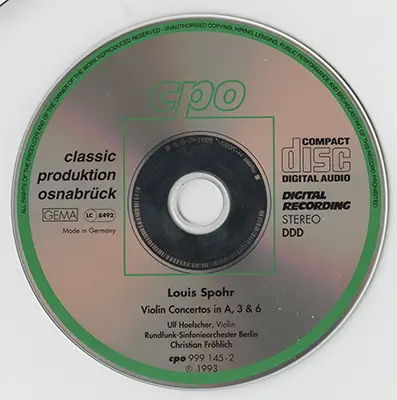 ALL RIGHTS OF THE PRODUCER AND OF THE OWNER OF THE WORK REPRODUCED RESERVED · UNAUTHORISED COPYING, HIRING, LENDING, PUBLIC PERFORMANCE AND BROADCASTING OF THIS RECORD PROHIBITED
cpo
classic
produktion
osnabrück
GEMA LC 8492
Made in Germany
COMPACT
disc
DIGITAL AUDIO
DIGITAL
RECORDING
STEREO
DDD
Louis Spohr
Violin Concertos in A, 3 & 6
Ulf Hoelscher, Violin
Rundfunk-Sinfonieorchester Berlin
Christian Fröhlich
cpo 999 145-2
℗ 1993